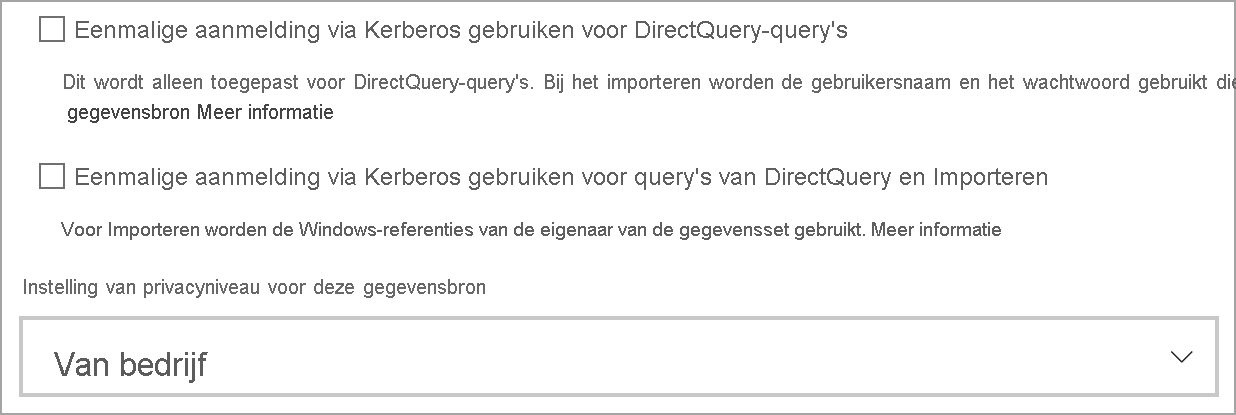 Eenmalige aanmelding via Kerberos gebruiken voor DirectQuery-query's
Dit wordt alleen toegepast voor DirectQuery-query's. Bij het importeren worden de gebruikersnaam en het wachtwoord gebruikt die
gegevensbron Meer informatie
Eenmalige aanmelding via Kerberos gebruiken voor query's van DirectQuery en Importeren
Voor Importeren worden de Windows-referenties van de eigenaar van de gegevensset gebruikt. Meer informatie
Instelling van privacyniveau voor deze gegevensbron
Van bedrijf